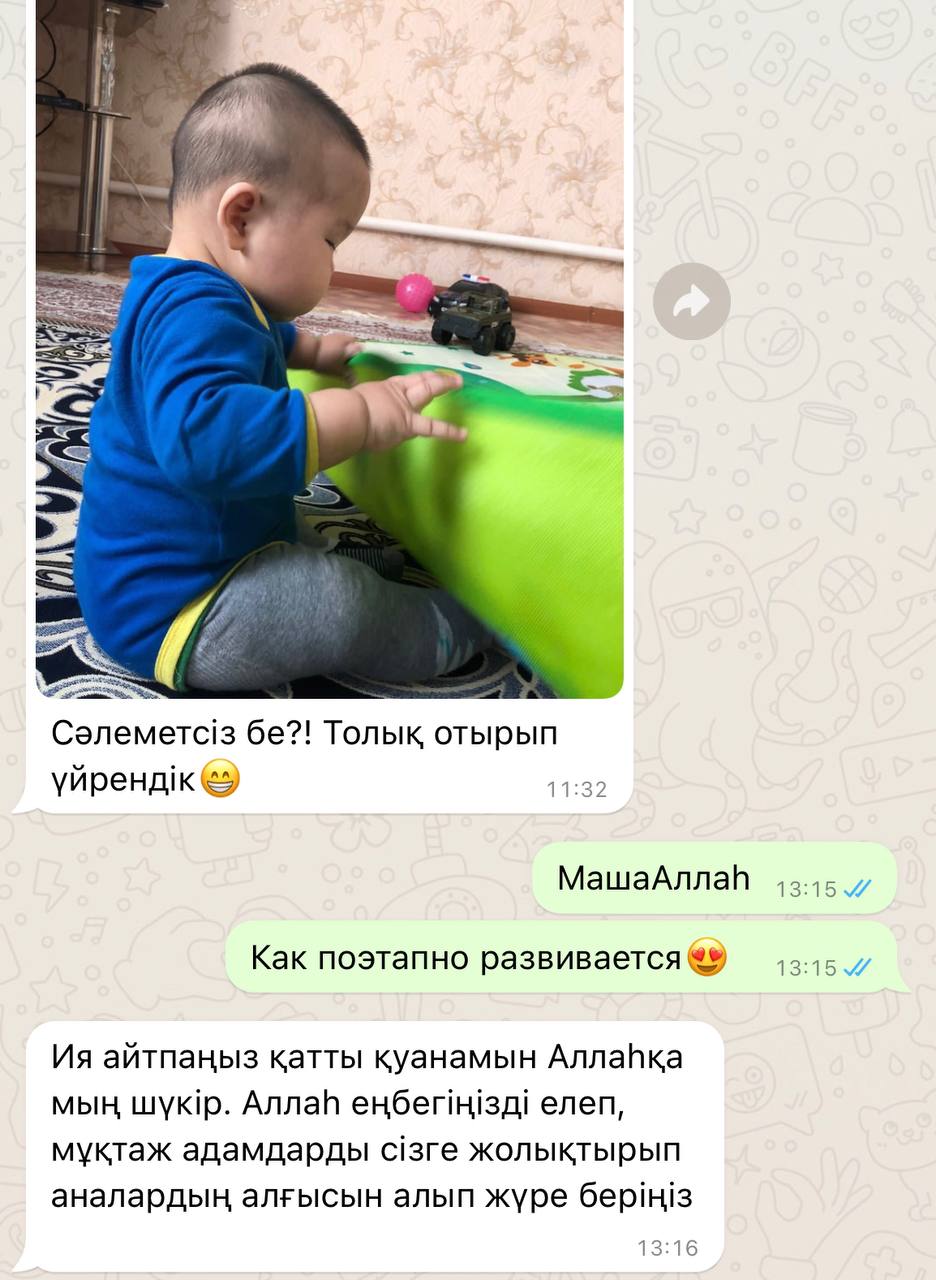 Сәлеметсіз бе?! Толық отырып
үйрендік😁
11:32
МашаАллаһ
13:15
Как поэтапно развивается😍
13:15
Ия айтпаңыз қатты қуанамын Аллаһқа
мың шүкір. Аллаһ еңбегіңізді елеп,
мұқтаж адамдарды сізге жолықтырып
аналардың алғысын алып жүре беріңіз
13:16